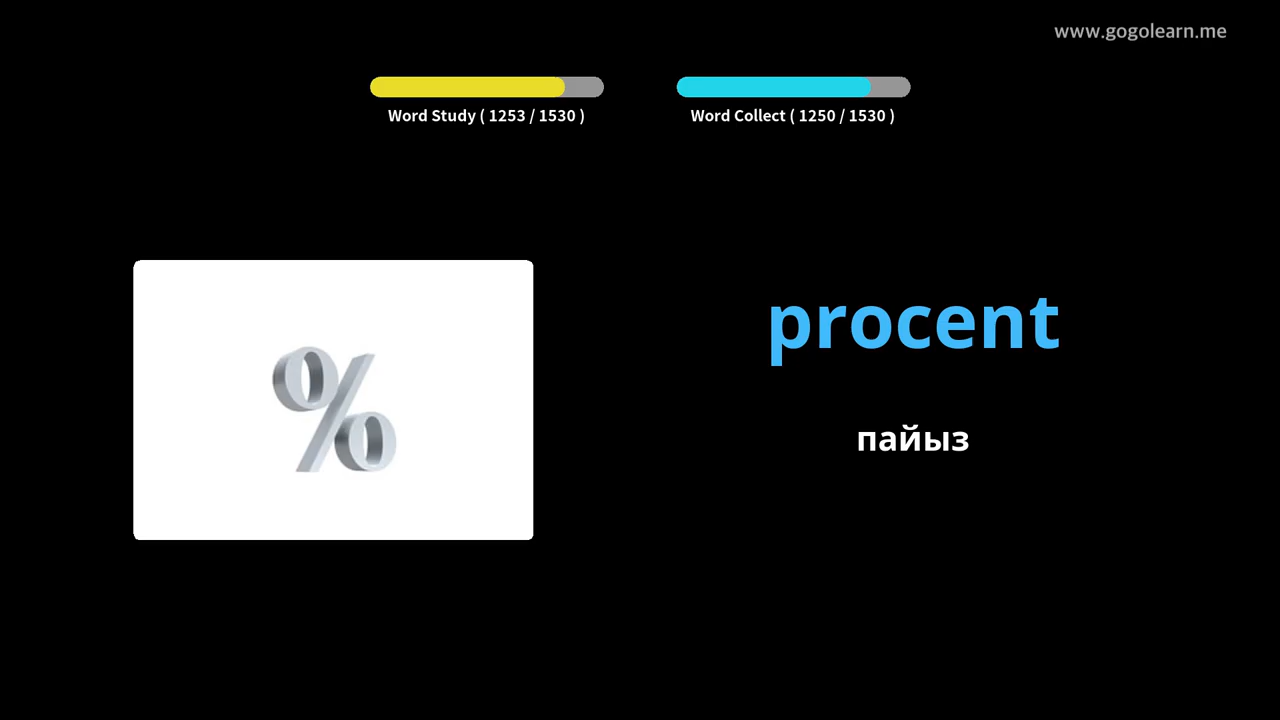 www.gogolearn.me
Word Study ( 1253 / 1530 )
Word Collect ( 1250 / 1530 )
%
procent
пайыз